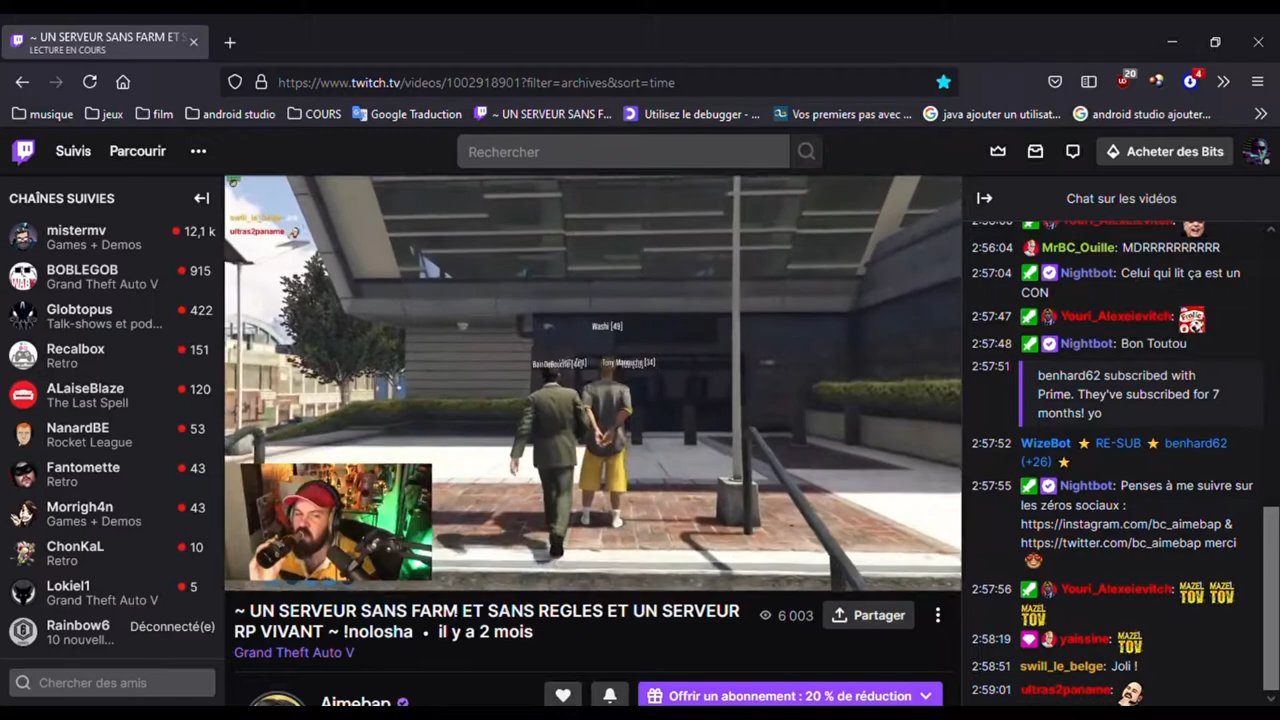 ~ UN SERVEUR SANS FARM ET S
LECTURE EN COURS
https://www.twitch.tv/videos/1002918901?filter=archives&sort=time
20
4
musique
jeux
film
android studio
COURS
Google Traduction
~ UN SERVEUR SANS F...
Utilisez le debugger - ...
Vos premiers pas avec ...
java ajouter un utilisat...
android studio ajouter...
Suivis
Parcourir
Rechercher
Acheter des Bits
CHAÎNES SUIVIES
mistermv
12,1 k
Games + Demos
BOBLEGOB
915
Grand Theft Auto V
Globtopus
422
Talk-shows et pod...
Recalbox
151
Retro
ALaiseBlaze
120
The Last Spell
NanardBE
53
Rocket League
Fantomette
43
Retro
Morrigh4n
43
Games + Demos
ChonKaL
10
Retro
Lokiel1
5
Grand Theft Auto V
Rainbow6
Déconnecté(e)
10 nouvell...
Chercher des amis
swill_le_belge
ultras2paname
Washi [49]
Tony Manouche [34]
~ UN SERVEUR SANS FARM ET SANS REGLES ET UN SERVEUR
RP VIVANT ~ !nolosha • il y a 2 mois
Grand Theft Auto V
6 003
Partager
Aimebap
Offrir un abonnement : 20 % de réduction
Chat sur les vidéos
Youri_Alexeievitch:
2:56:04 MrBC_Ouille: MDRRRRRRRRR
2:57:04 Nightbot: Celui qui lit ça est un
CON
2:57:47 Youri_Alexeievitch:
2:57:48 Nightbot: Bon Toutou
2:57:51
benhard62 subscribed with
Prime. They've subscribed for 7
months! yo
2:57:52 WizeBot ★ RE-SUB ★ benhard62
(+26) ★
2:57:55 Nightbot: Penses à me suivre sur
les zéros sociaux :
https://instagram.com/bc_aimebap &
https://twitter.com/bc_aimebap merci
2:57:56 Youri_Alexeievitch: MAZEL TOV MAZEL TOV
MAZEL TOV
2:58:19 yaissine: MAZEL TOV
2:58:51 swill_le_belge: Joli !
2:59:01 ultras2paname: